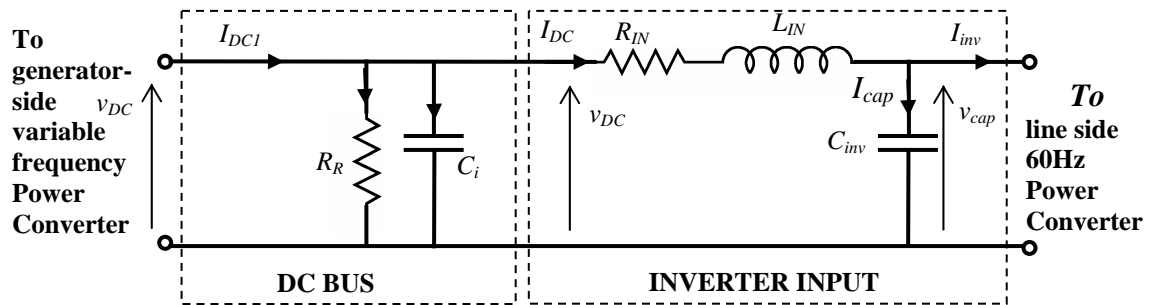 To
generator-
side
variable
frequency
Power
Converter
v_DC
I_DC1
R_R
C_i
DC BUS
I_DC
R_IN
L_IN
I_inv
v_DC
I_cap
C_inv
v_cap
INVERTER INPUT
To
line side
60Hz
Power
Converter